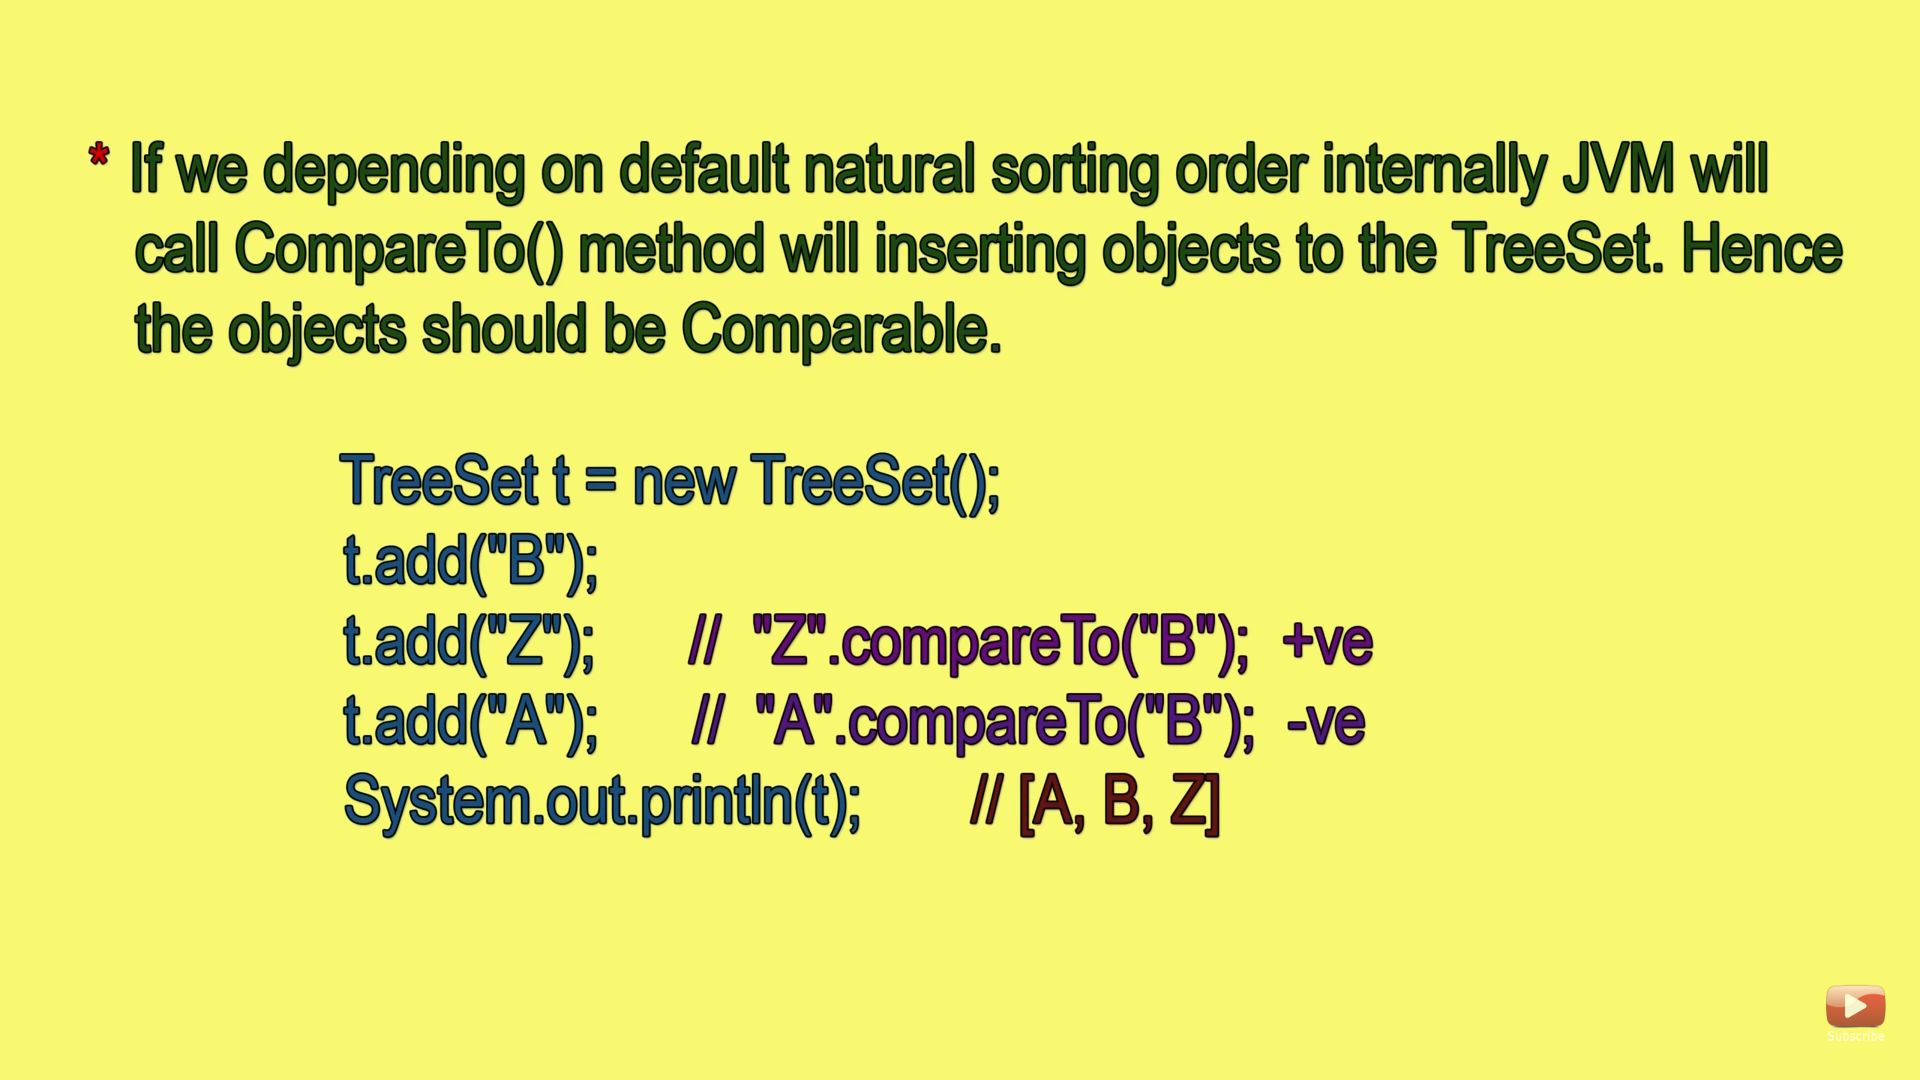 * If we depending on default natural sorting order internally JVM will
call CompareTo() method will inserting objects to the TreeSet. Hence
the objects should be Comparable.
TreeSet t = new TreeSet();
t.add("B");
t.add("Z"); // "Z".compareTo("B"); +ve
t.add("A"); // "A".compareTo("B"); -ve
System.out.println(t); // [A, B, Z]
Subscribe